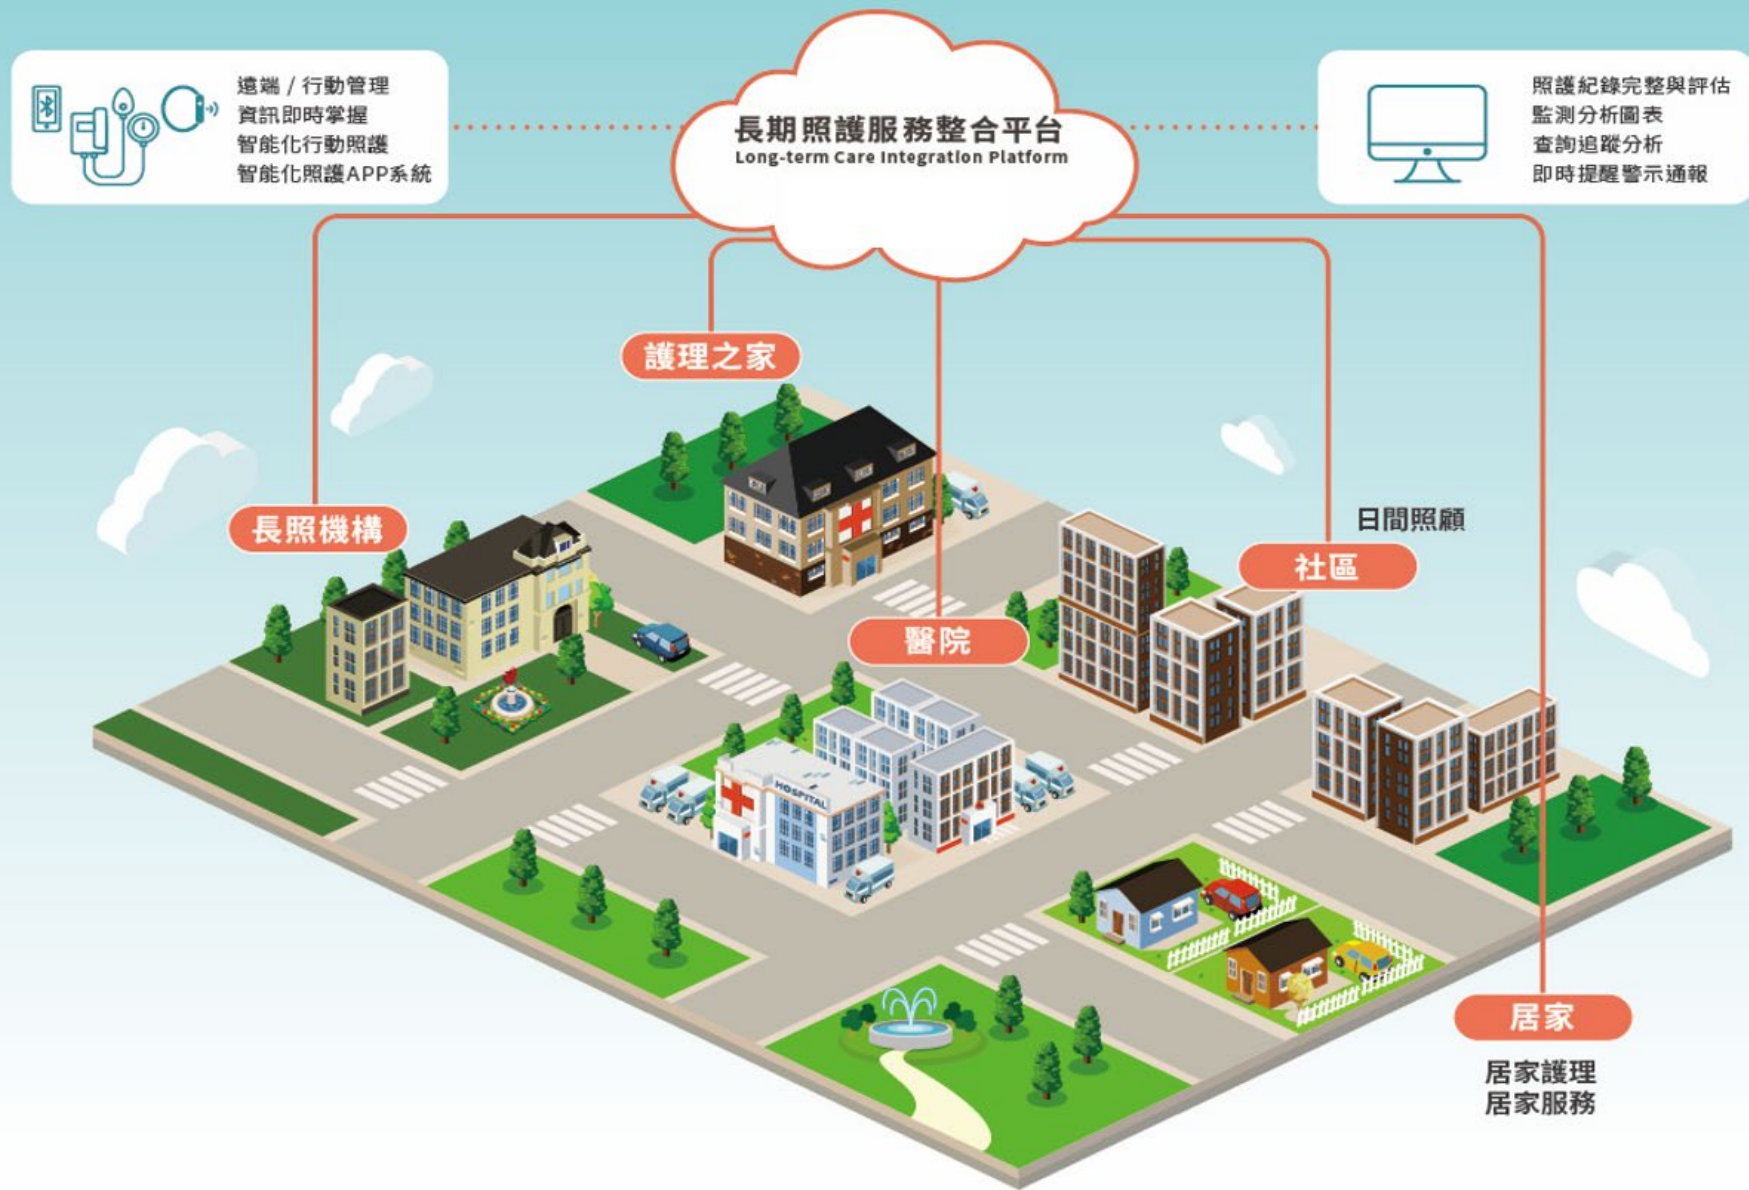 遠端 / 行動管理
資訊即時掌握
智能化行動照護
智能化照護APP系統
長期照護服務整合平台
Long-term Care Integration Platform
照護紀錄完整與評估
監測分析圖表
查詢追蹤分析
即時提醒警示通報
護理之家
長照機構
日間照顧
社區
醫院
HOSPITAL
居家
居家護理
居家服務